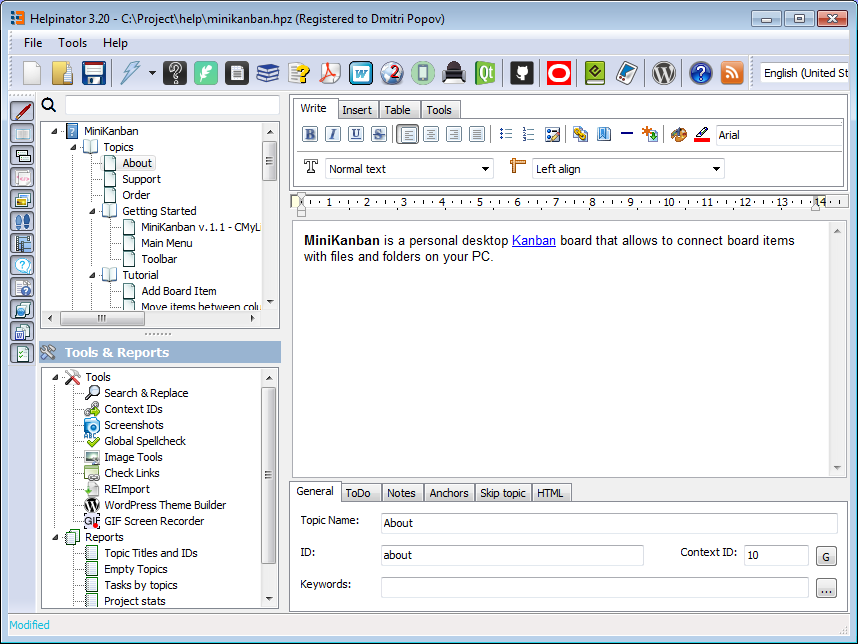 Helpinator 3.20 - C:\Project\help\minikanban.hpz (Registered to Dmitri Popov)
File Tools Help
W
2
Qt
English (United St
MiniKanban
Topics
About
Support
Order
Getting Started
MiniKanban v.1.1 - CMyLi
Main Menu
Toolbar
Tutorial
Add Board Item
Move items between colu
Tools & Reports
Tools
Search & Replace
Context IDs
Screenshots
Global Spellcheck
Image Tools
Check Links
REImport
WordPress Theme Builder
GIF Screen Recorder
Reports
Topic Titles and IDs
Empty Topics
Tasks by topics
Project stats
Write Insert Table Tools
B I U S Arial
Normal text Left align
1 2 3 4 5 6 7 8 9 10 11 12 13 14
MiniKanban is a personal desktop Kanban board that allows to connect board items
with files and folders on your PC.
General ToDo Notes Anchors Skip topic HTML
Topic Name: About
ID: about Context ID: 10 G
Keywords: ...
Modified